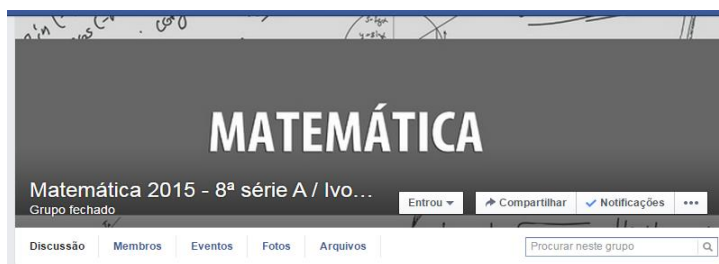 MATEMÁTICA
Matemática 2015 - 8ª série A / Ivo...
Grupo fechado
Entrou
Compartilhar
Notificações
Discussão Membros Eventos Fotos Arquivos
Procurar neste grupo